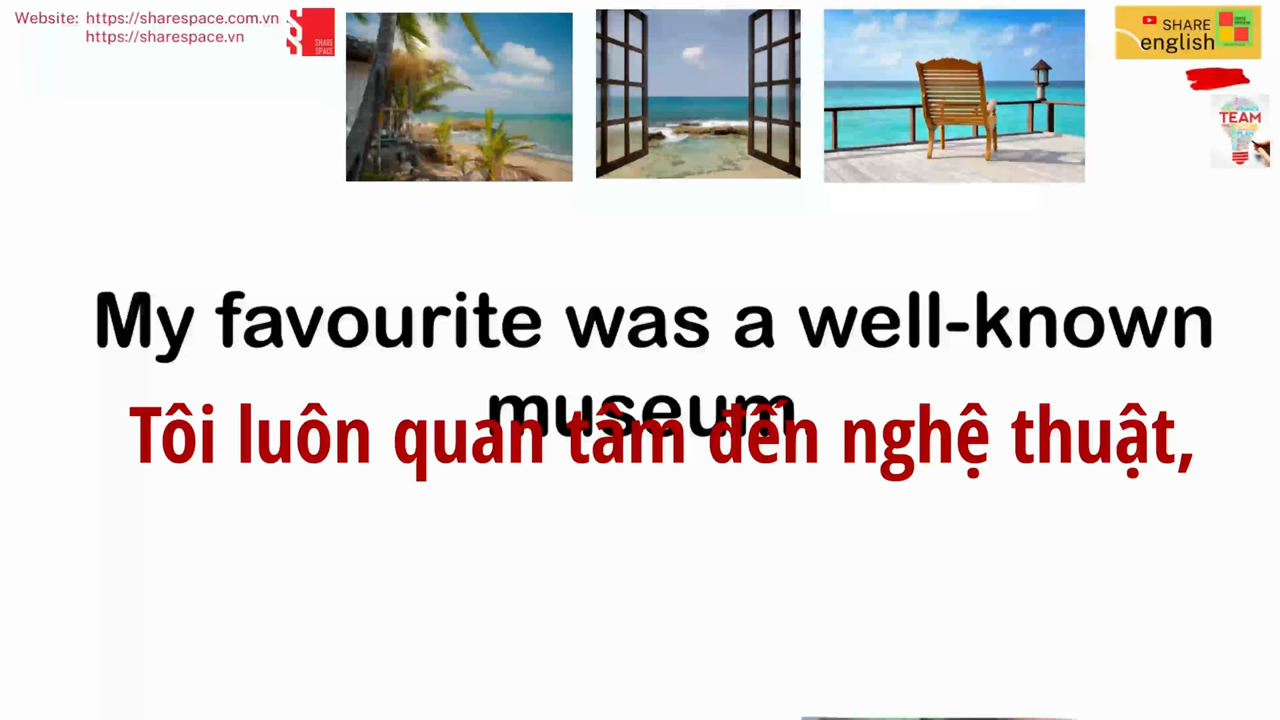 Website: https://sharespace.com.vn
https://sharespace.vn
SHARE
SPACE
SHARE
english
TEAM
PLAN
My favourite was a well-known
museum
Tôi luôn quan tâm đến nghệ thuật,